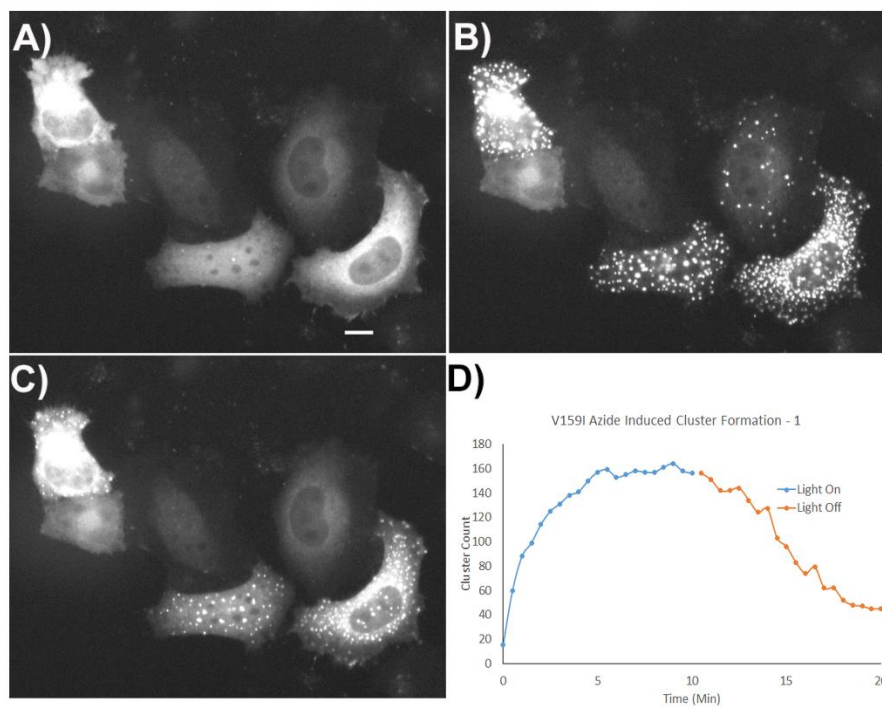 A)
B)
C)
D)
V159I Azide Induced Cluster Formation - 1
180
160
140
120
100
80
60
40
20
0
Cluster Count
Light On
Light Off
0 5 10 15 20
Time (Min)